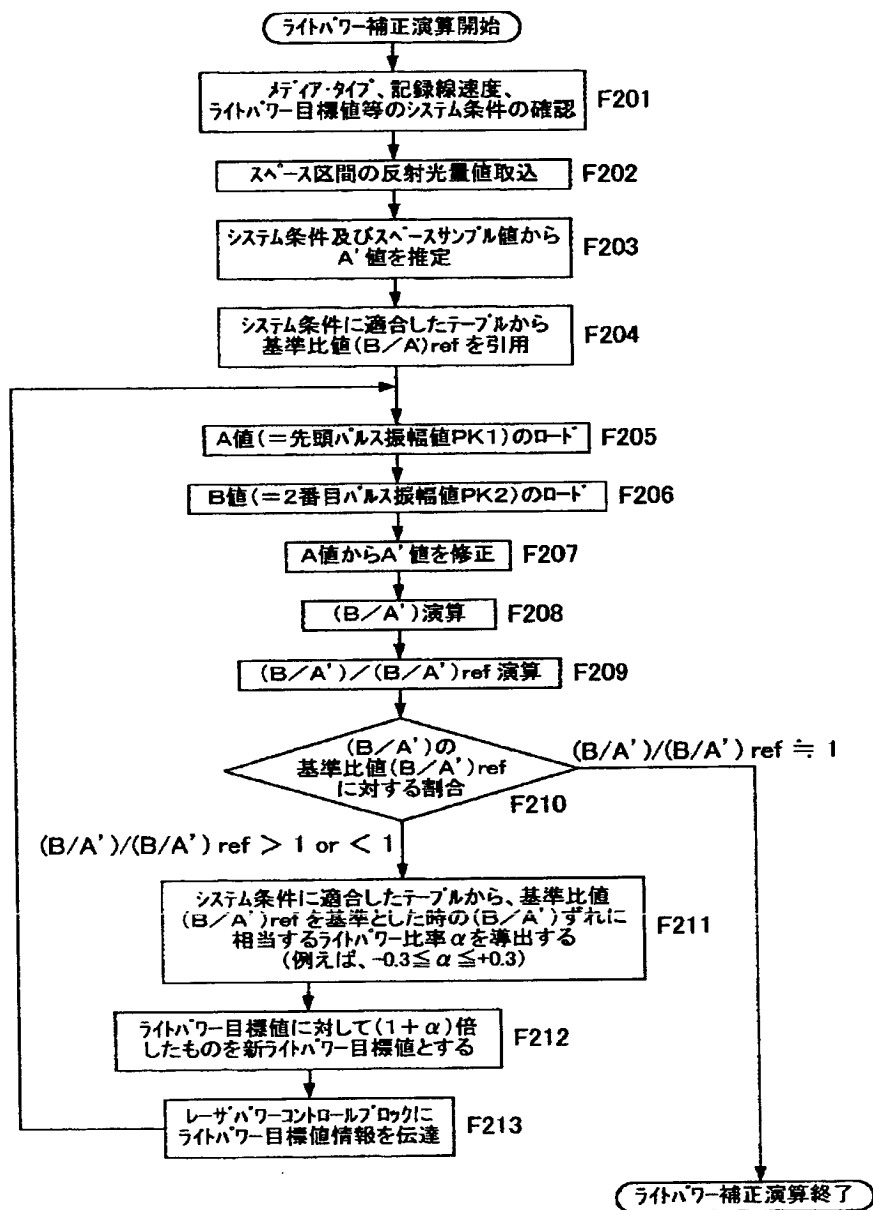 ライトパワー補正演算開始
メディア・タイプ、記録線速度、
ライトパワー目標値等のシステム条件の確認
F201
スペース区間の反射光量値取込
F202
システム条件及びスペースサンプル値から
A'値を推定
F203
システム条件に適合したテーブルから
基準比値(B/A)refを引用
F204
A値(=先頭パルス振幅値PK1)のロード
F205
B値(=2番目パルス振幅値PK2)のロード
F206
A値からA'値を修正
F207
(B/A')演算
F208
(B/A')/(B/A')ref 演算
F209
(B/A')の
基準比値(B/A')ref
に対する割合
F210
(B/A')/(B/A') ref ≒ 1
(B/A')/(B/A') ref > 1 or < 1
システム条件に適合したテーブルから、基準比値
(B/A')refを基準とした時の(B/A')ずれに
相当するライトパワー比率αを導出する
(例えば、-0.3≦α≦+0.3)
F211
ライトパワー目標値に対して(1+α)倍
したものを新ライトパワー目標値とする
F212
レーザパワーコントロールブロックに
ライトパワー目標値情報を伝達
F213
ライトパワー補正演算終了